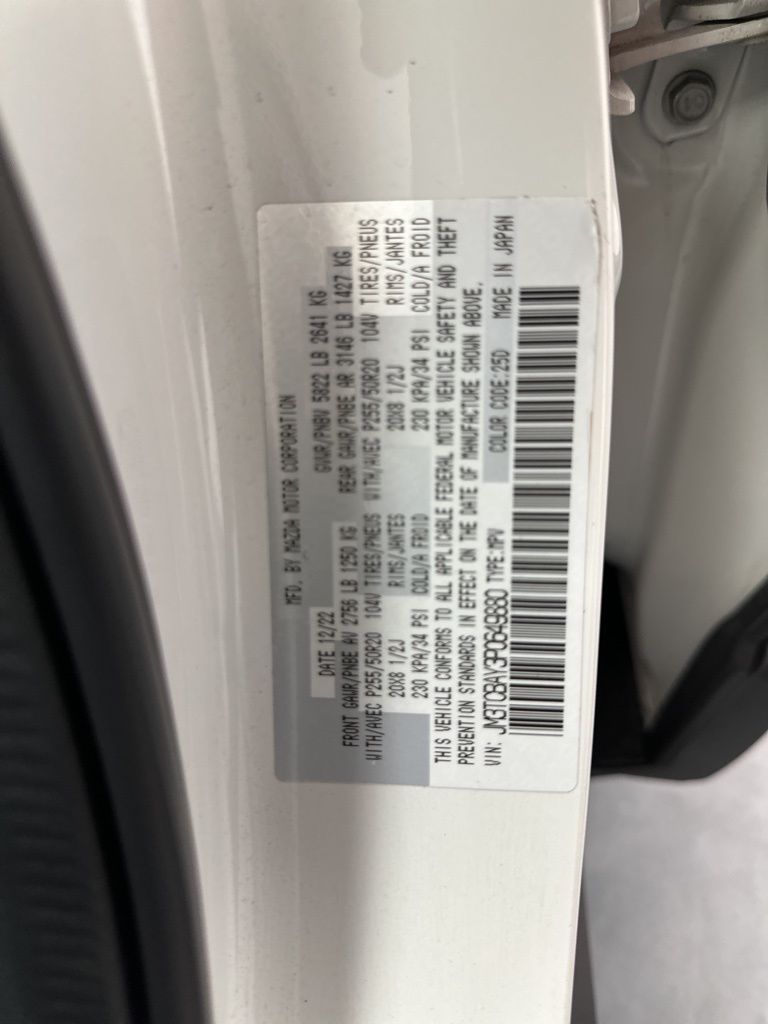 MFD. BY MAZDA MOTOR CORPORATION
DATE 12/22 GVWR/PNBV 5822 LB 2641 KG
FRONT GAWR/PNBE AV 2756 LB 1250 KG REAR GAWR/PNBE AR 3146 LB 1427 KG
WITH/AVEC P255/50R20 104V TIRES/PNEUS WITH/AVEC P255/50R20 104V TIRES/PNEUS
20X8 1/2J RIMS/JANTES 20X8 1/2J RIMS/JANTES
230 KPA/34 PSI COLD/A FROID 230 KPA/34 PSI COLD/A FROID
THIS VEHICLE CONFORMS TO ALL APPLICABLE FEDERAL MOTOR VEHICLE SAFETY AND THEFT
PREVENTION STANDARDS IN EFFECT ON THE DATE OF MANUFACTURE SHOWN ABOVE.
VIN: JM3TCBAY3P0649880 TYPE:MPV COLOR CODE:25D MADE IN JAPAN